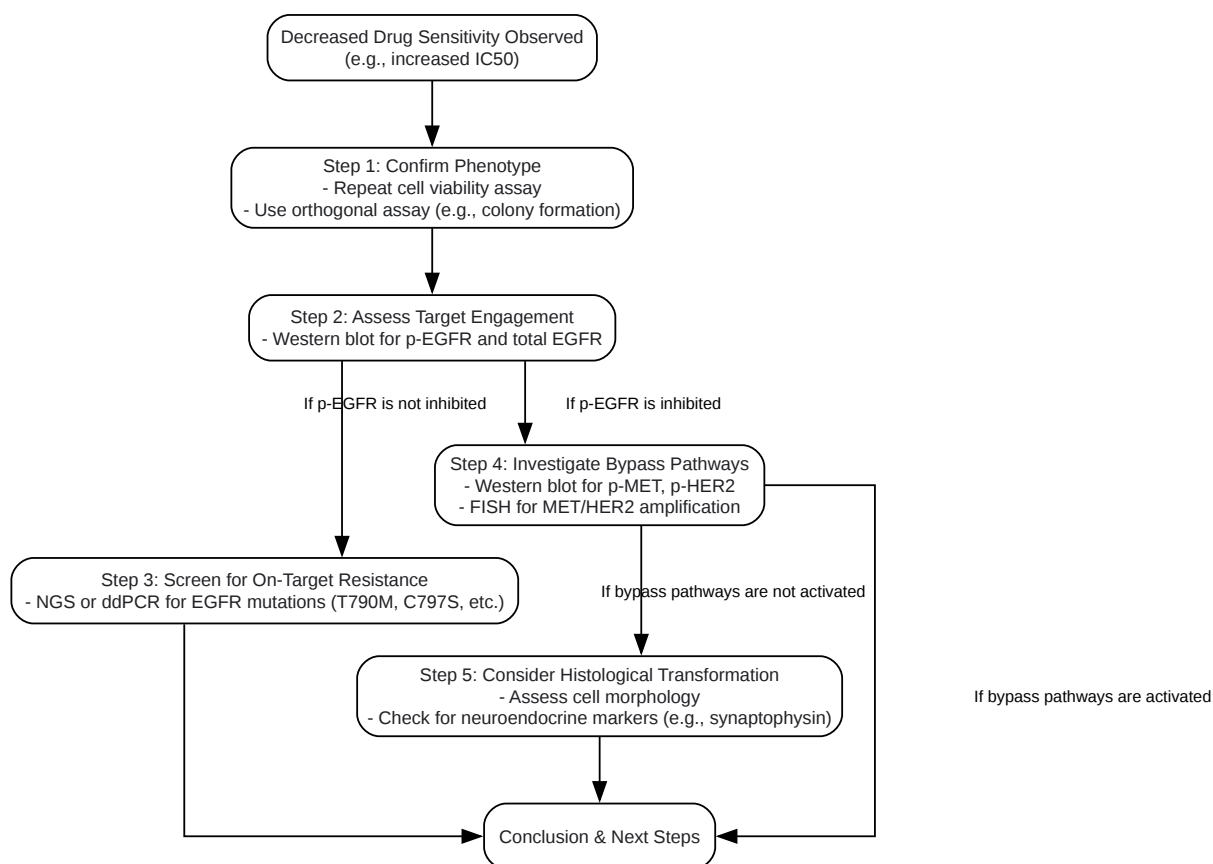 Decreased Drug Sensitivity Observed
(e.g., increased IC50)
Step 1: Confirm Phenotype
- Repeat cell viability assay
- Use orthogonal assay (e.g., colony formation)
Step 2: Assess Target Engagement
- Western blot for p-EGFR and total EGFR
If p-EGFR is not inhibited
If p-EGFR is inhibited
Step 4: Investigate Bypass Pathways
- Western blot for p-MET, p-HER2
- FISH for MET/HER2 amplification
Step 3: Screen for On-Target Resistance
- NGS or ddPCR for EGFR mutations (T790M, C797S, etc.)
If bypass pathways are not activated
Step 5: Consider Histological Transformation
- Assess cell morphology
- Check for neuroendocrine markers (e.g., synaptophysin)
If bypass pathways are activated
Conclusion & Next Steps